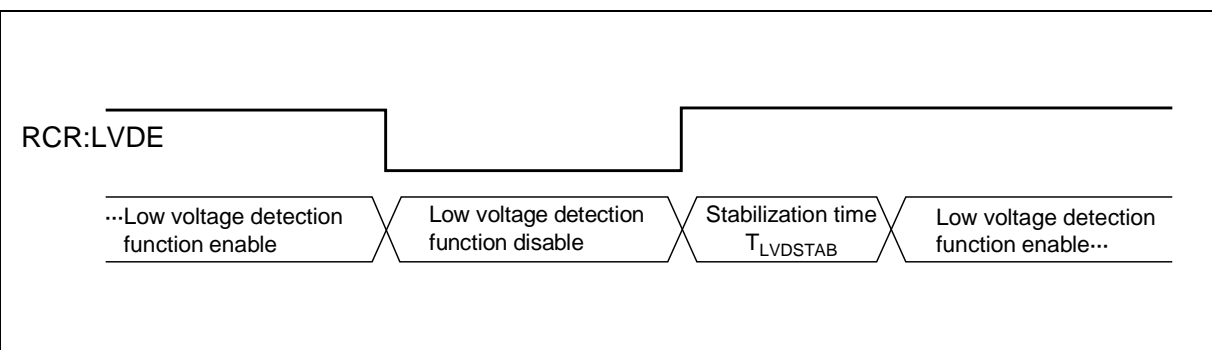 RCR:LVDE
···Low voltage detection
function enable
Low voltage detection
function disable
Stabilization time
TLVDSTAB
Low voltage detection
function enable···